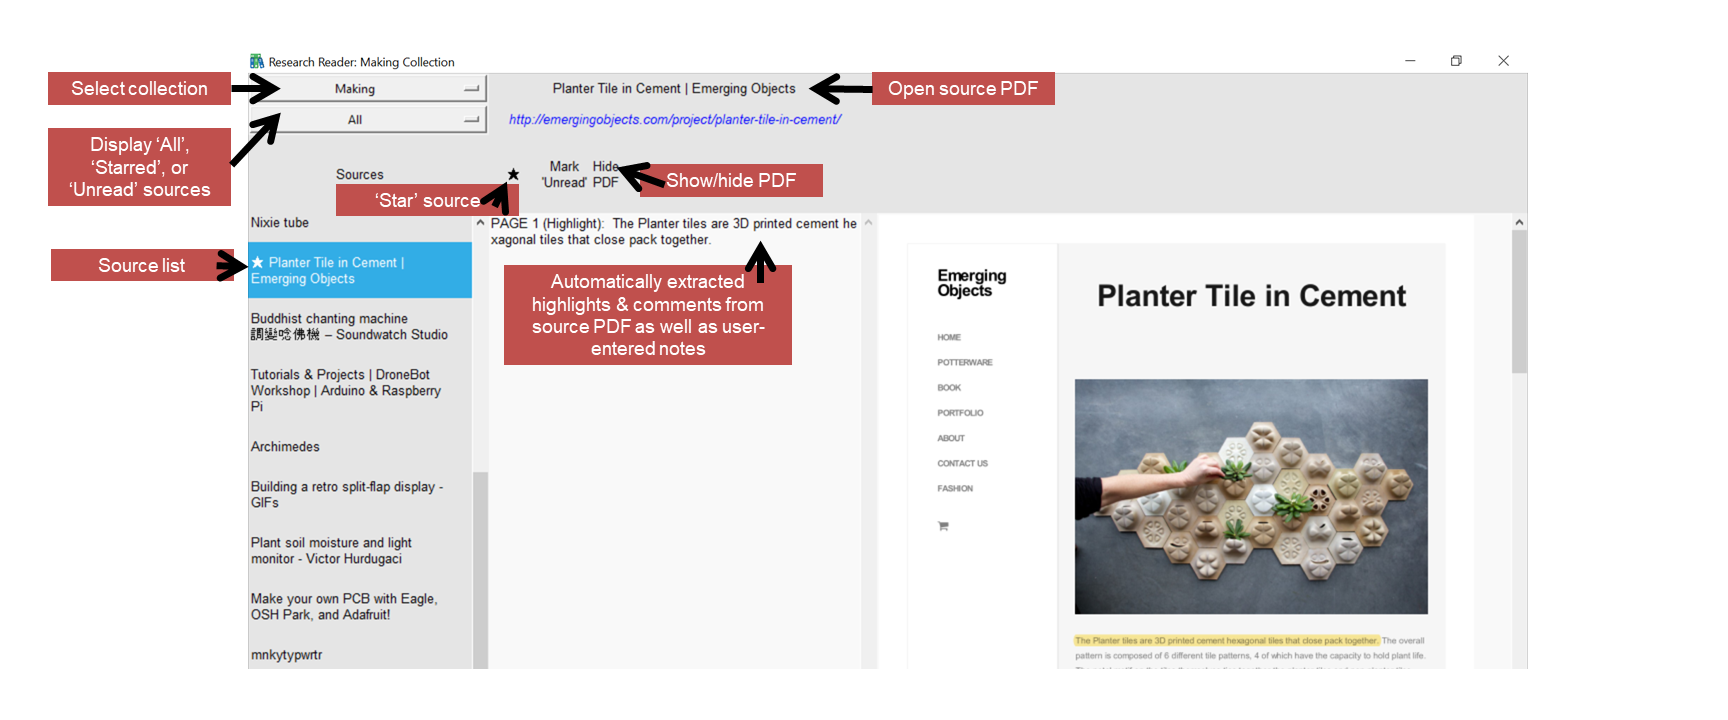 Research Reader: Making Collection
Select collection
Making
Planter Tile in Cement | Emerging Objects
Open source PDF
All
http://emergingobjects.com/project/planter-tile-in-cement/
Display ‘All’,
‘Starred’, or
‘Unread’ sources
Sources
★
Mark
'Unread'
Hide
PDF
Show/hide PDF
‘Star’ source
Nixie tube
Source list
★ Planter Tile in Cement |
Emerging Objects
Buddhist chanting machine
調變唸佛機 – Soundwatch Studio
Tutorials & Projects | DroneBot
Workshop | Arduino & Raspberry
Pi
Archimedes
Building a retro split-flap display -
GIFs
Plant soil moisture and light
monitor - Victor Hurdugaci
Make your own PCB with Eagle,
OSH Park, and Adafruit!
mnkytypwrtr
PAGE 1 (Highlight):  The Planter tiles are 3D printed cement he
xagonal tiles that close pack together.
Automatically extracted
highlights & comments from
source PDF as well as user-
entered notes
Emerging
Objects
HOME
POTTERWARE
BOOK
PORTFOLIO
ABOUT
CONTACT US
FASHION
Planter Tile in Cement
The Planter tiles are 3D printed cement hexagonal tiles that close pack together. The overall
pattern is composed of 6 different tile patterns, 4 of which have the capacity to hold plant life.